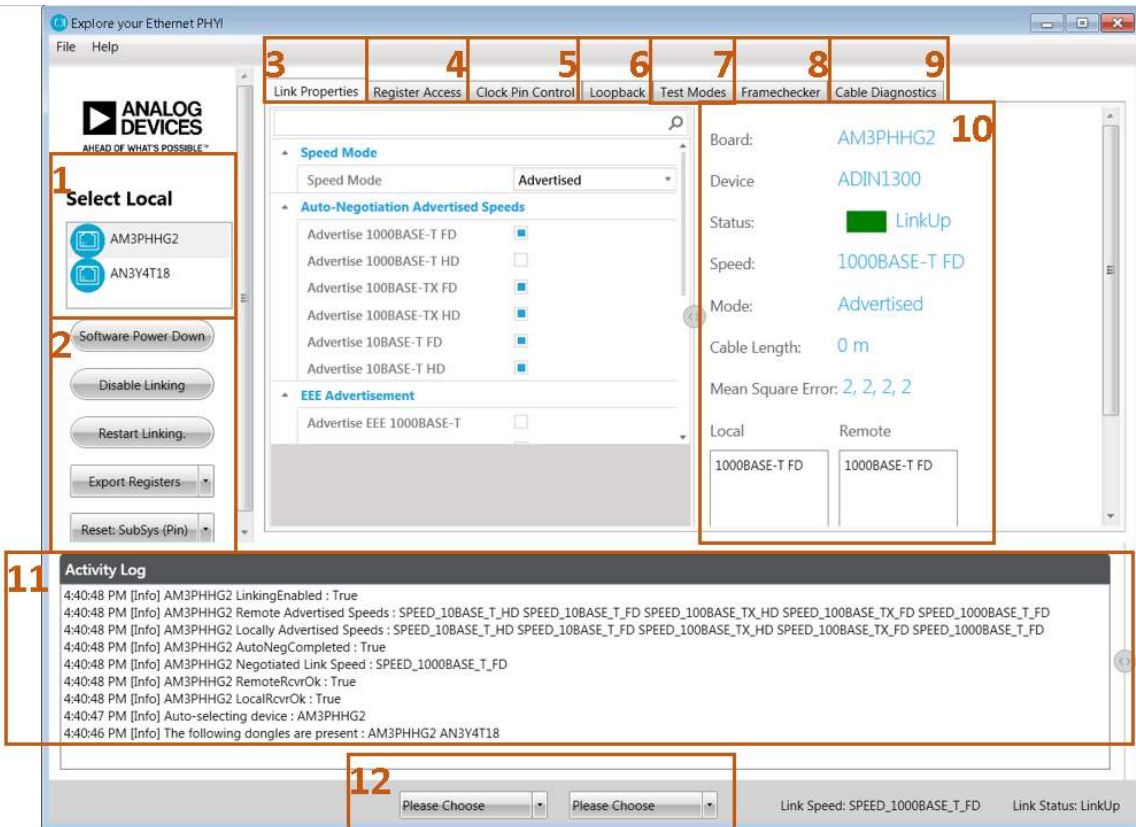 Explore your Ethernet PHY!
File Help
3 4 5 6 7 8 9
Link Properties Register Access Clock Pin Control Loopback Test Modes Framechecker Cable Diagnostics
ANALOG
DEVICES
AHEAD OF WHAT'S POSSIBLE™
1
Select Local
AM3PHHG2
AN3Y4T18
2
Software Power Down
Disable Linking
Restart Linking.
Export Registers
Reset: SubSys (Pin)
Speed Mode
Speed Mode Advertised
Auto-Negotiation Advertised Speeds
Advertise 1000BASE-T FD
Advertise 1000BASE-T HD
Advertise 100BASE-TX FD
Advertise 100BASE-TX HD
Advertise 10BASE-T FD
Advertise 10BASE-T HD
EEE Advertisement
Advertise EEE 1000BASE-T
10
Board: AM3PHHG2
Device ADIN1300
Status: LinkUp
Speed: 1000BASE-T FD
Mode: Advertised
Cable Length: 0 m
Mean Square Error: 2, 2, 2, 2
Local Remote
1000BASE-T FD 1000BASE-T FD
11
Activity Log
4:40:48 PM [Info] AM3PHHG2 LinkingEnabled : True
4:40:48 PM [Info] AM3PHHG2 Remote Advertised Speeds : SPEED_10BASE_T_HD SPEED_10BASE_T_FD SPEED_100BASE_TX_HD SPEED_100BASE_TX_FD SPEED_1000BASE_T_FD
4:40:48 PM [Info] AM3PHHG2 Locally Advertised Speeds : SPEED_10BASE_T_HD SPEED_10BASE_T_FD SPEED_100BASE_TX_HD SPEED_100BASE_TX_FD SPEED_1000BASE_T_FD
4:40:48 PM [Info] AM3PHHG2 AutoNegCompleted : True
4:40:48 PM [Info] AM3PHHG2 Negotiated Link Speed : SPEED_1000BASE_T_FD
4:40:48 PM [Info] AM3PHHG2 RemoteRcvrOk : True
4:40:48 PM [Info] AM3PHHG2 LocalRcvrOk : True
4:40:47 PM [Info] Auto-selecting device : AM3PHHG2
4:40:46 PM [Info] The following dongles are present : AM3PHHG2 AN3Y4T18
12
Please Choose Please Choose Link Speed: SPEED_1000BASE_T_FD Link Status: LinkUp